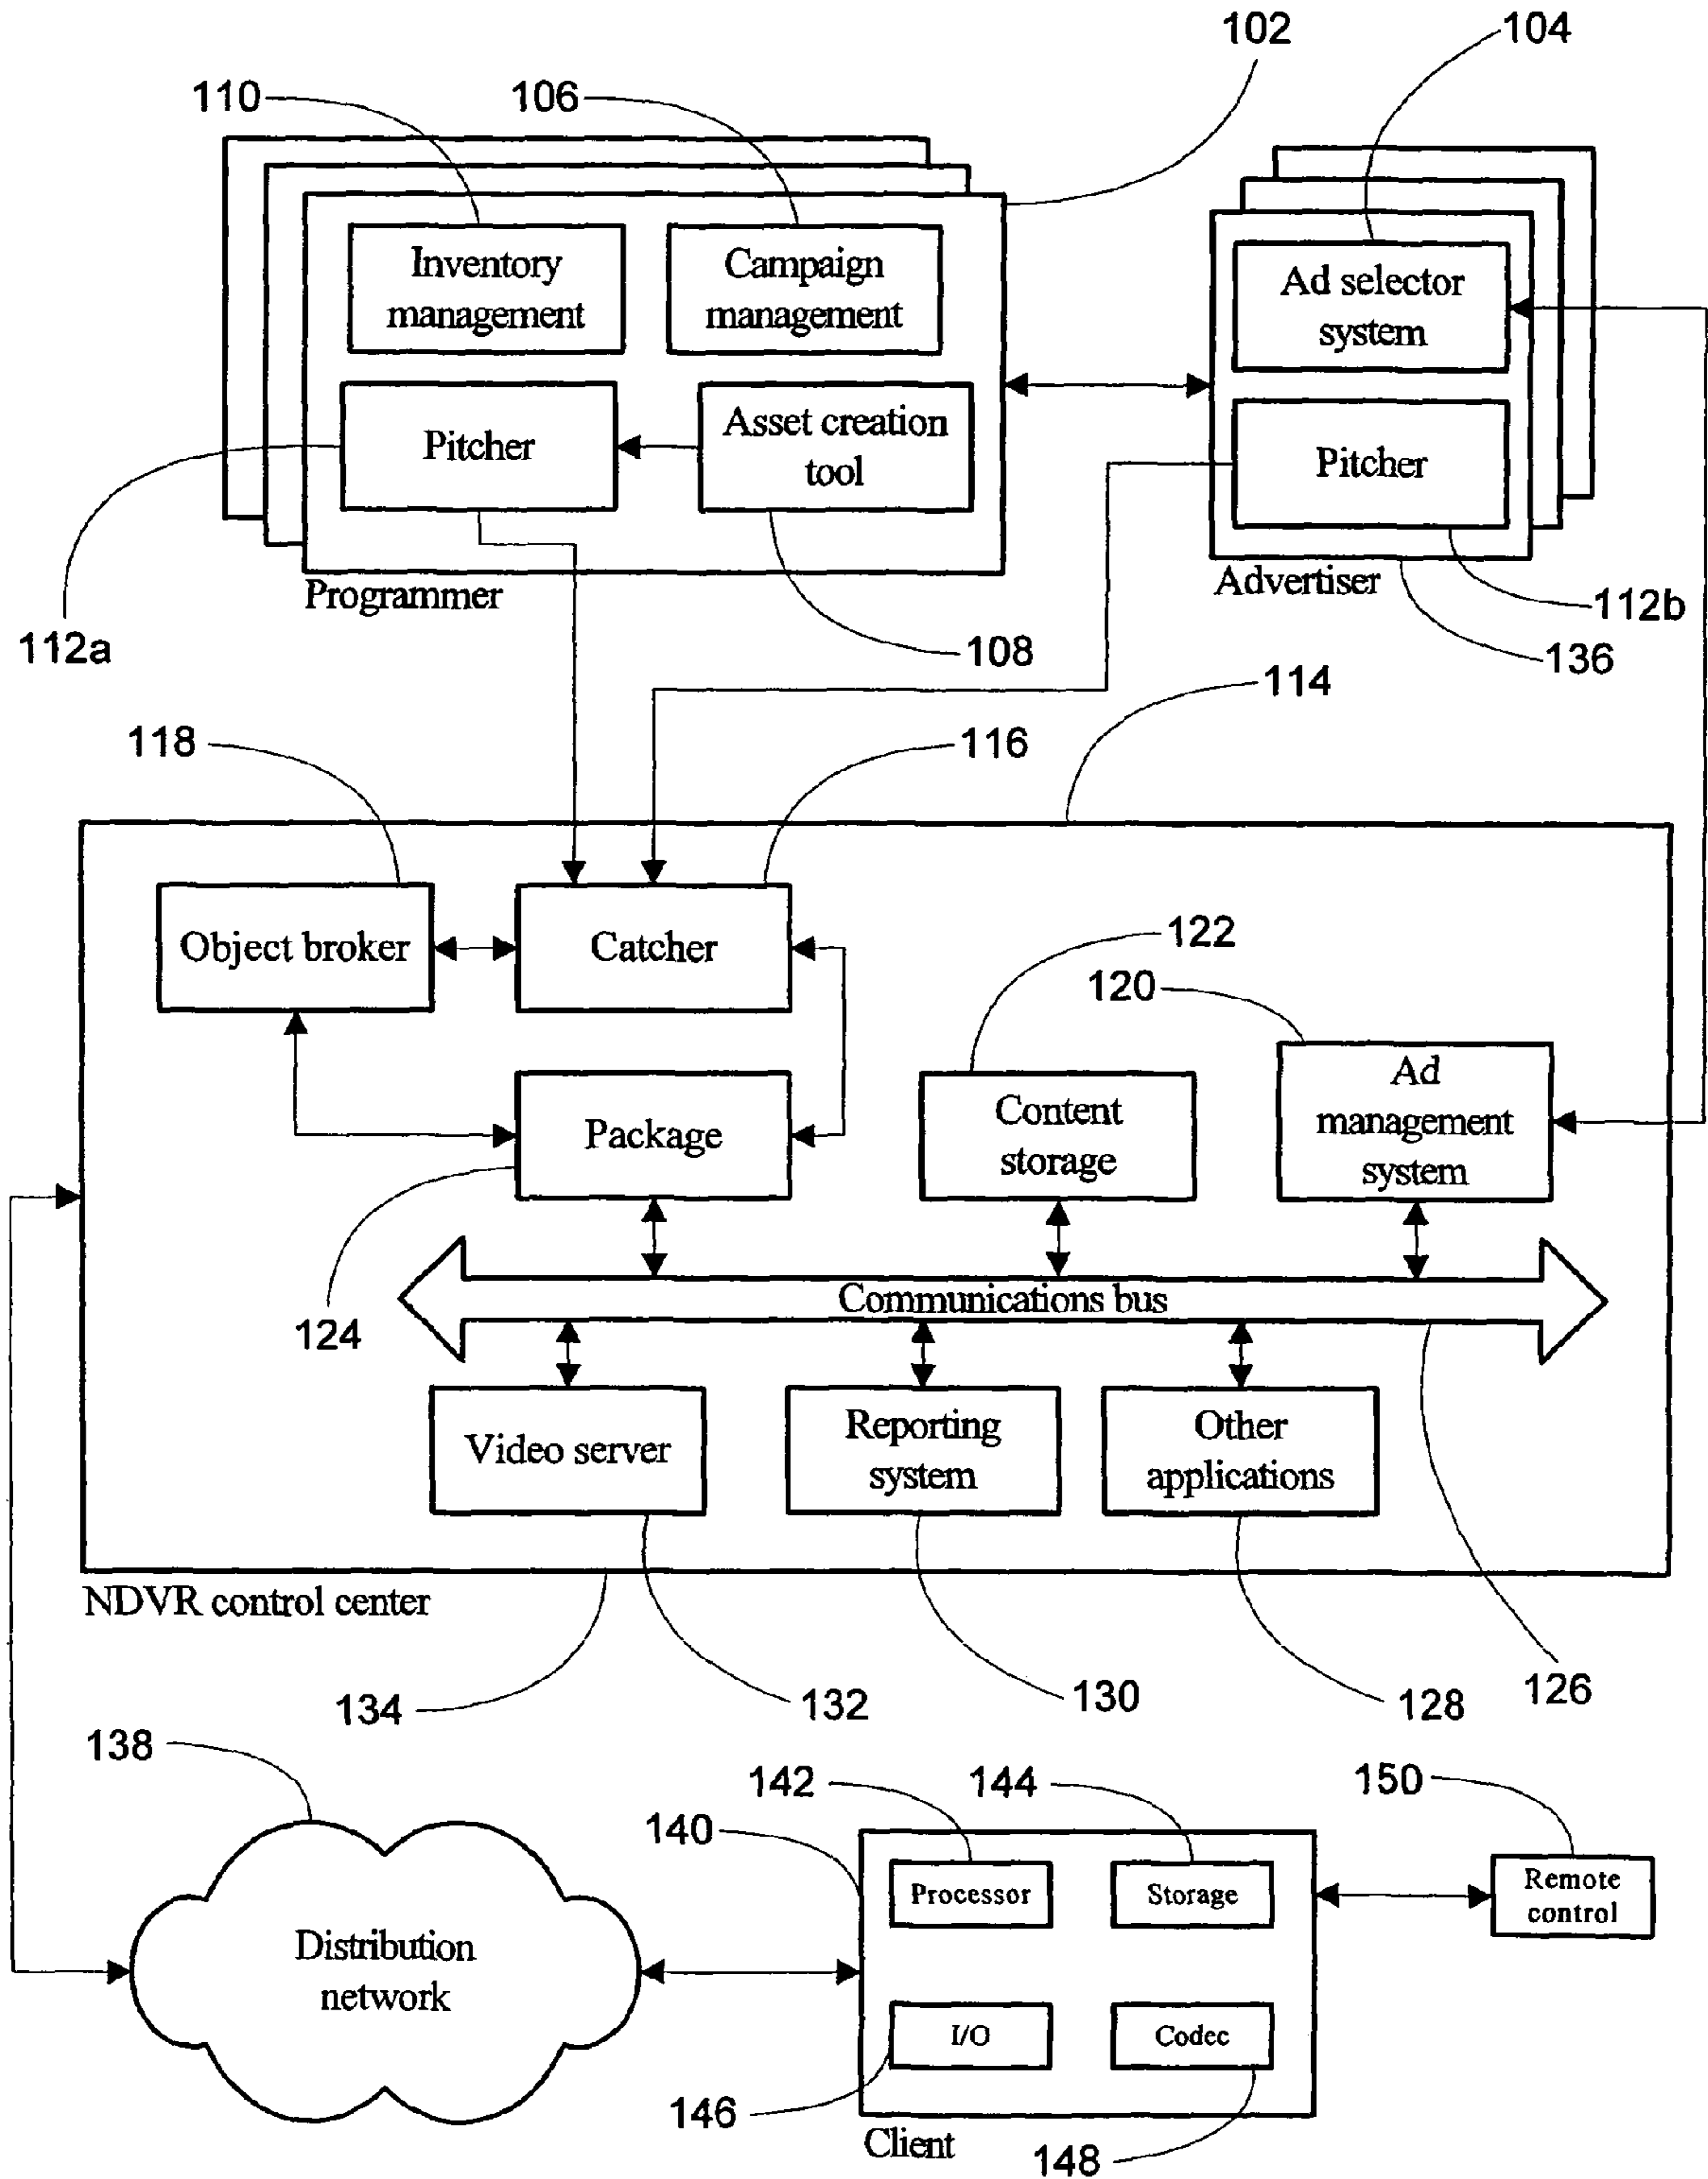 102
104
110
106
Inventory
management
Campaign
management
Ad selector
system
Pitcher
Asset creation
tool
Pitcher
Programmer
Advertiser
112a
112b
108
136
114
118
116
Object broker
Catcher
122
120
Package
Content
storage
Ad
management
system
124
Communications bus
Video server
Reporting
system
Other
applications
NDVR control center
134
132
130
128
126
138
142
144
150
140
Processor
Storage
Remote
control
Distribution
network
I/O
Codec
146
Client
148